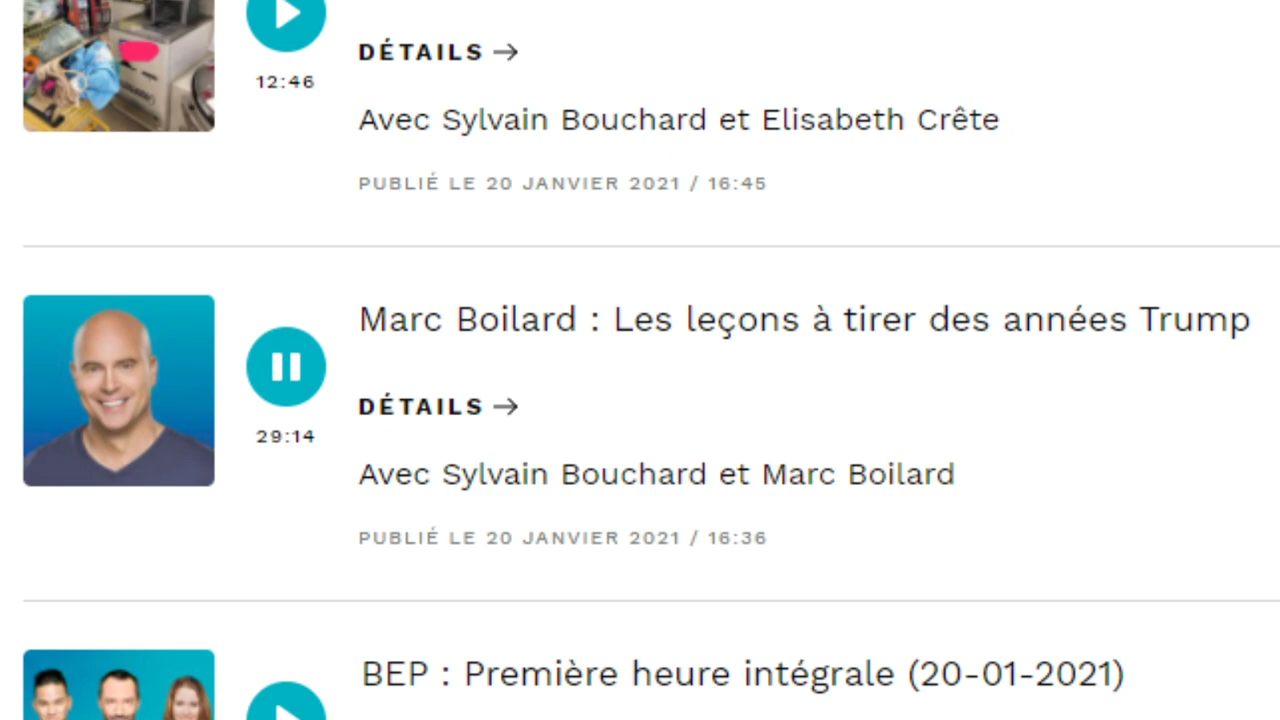 DÉTAILS →
12:46
Avec Sylvain Bouchard et Elisabeth Crête
PUBLIÉ LE 20 JANVIER 2021 / 16:45
Marc Boilard : Les leçons à tirer des années Trump
DÉTAILS →
29:14
Avec Sylvain Bouchard et Marc Boilard
PUBLIÉ LE 20 JANVIER 2021 / 16:36
BEP : Première heure intégrale (20-01-2021)